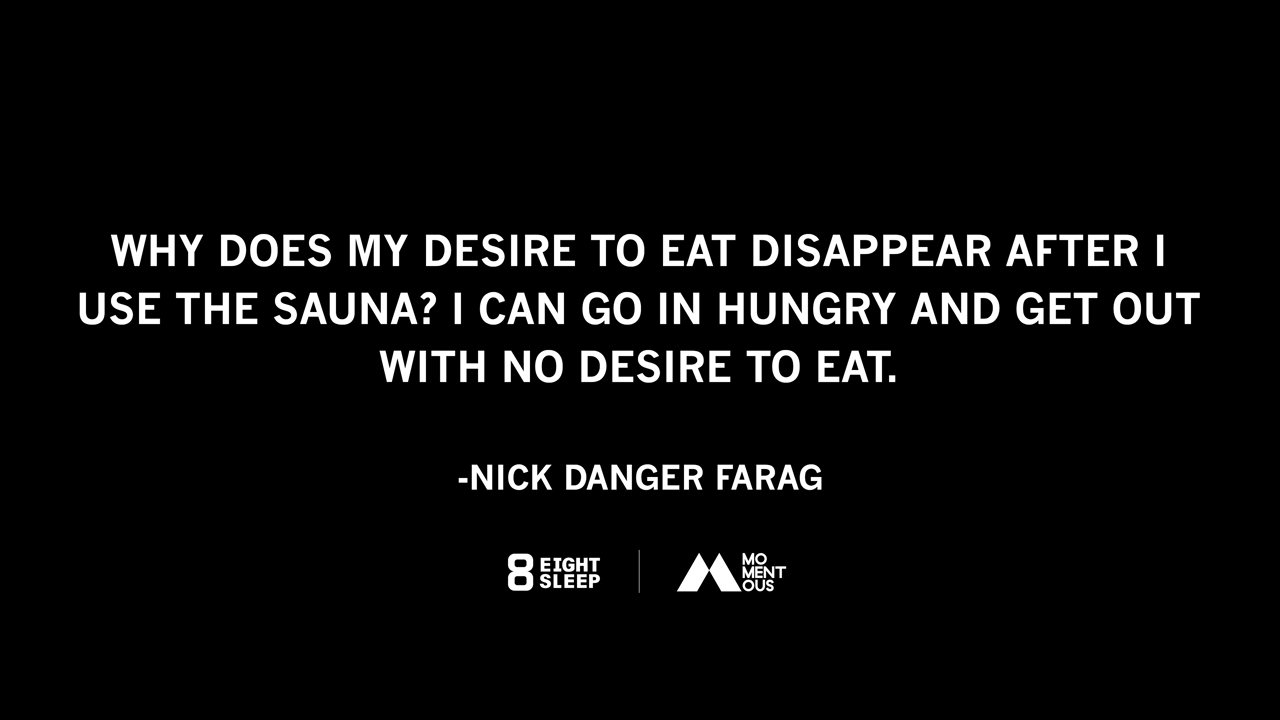 WHY DOES MY DESIRE TO EAT DISAPPEAR AFTER I
USE THE SAUNA? I CAN GO IN HUNGRY AND GET OUT
WITH NO DESIRE TO EAT.
-NICK DANGER FARAG
8 EIGHT
SLEEP
MO
MENT
OUS